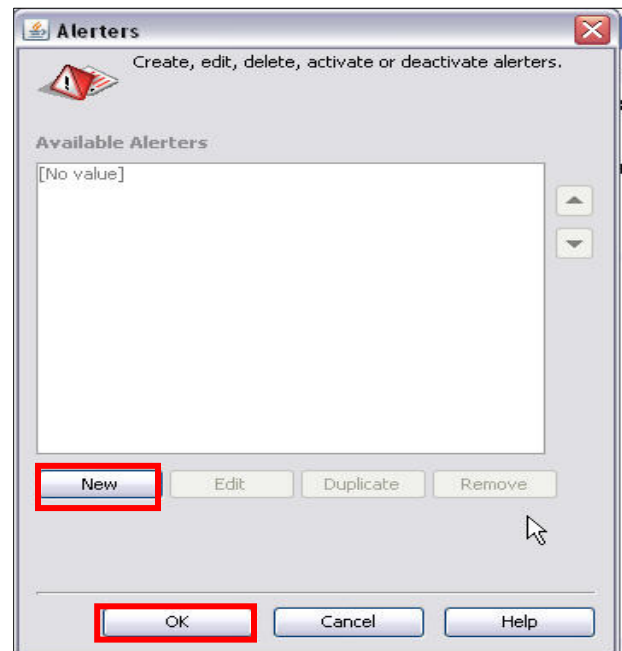 Alerters
Create, edit, delete, activate or deactivate alerters.
Available Alerters
[No value]
New Edit Duplicate Remove
OK Cancel Help